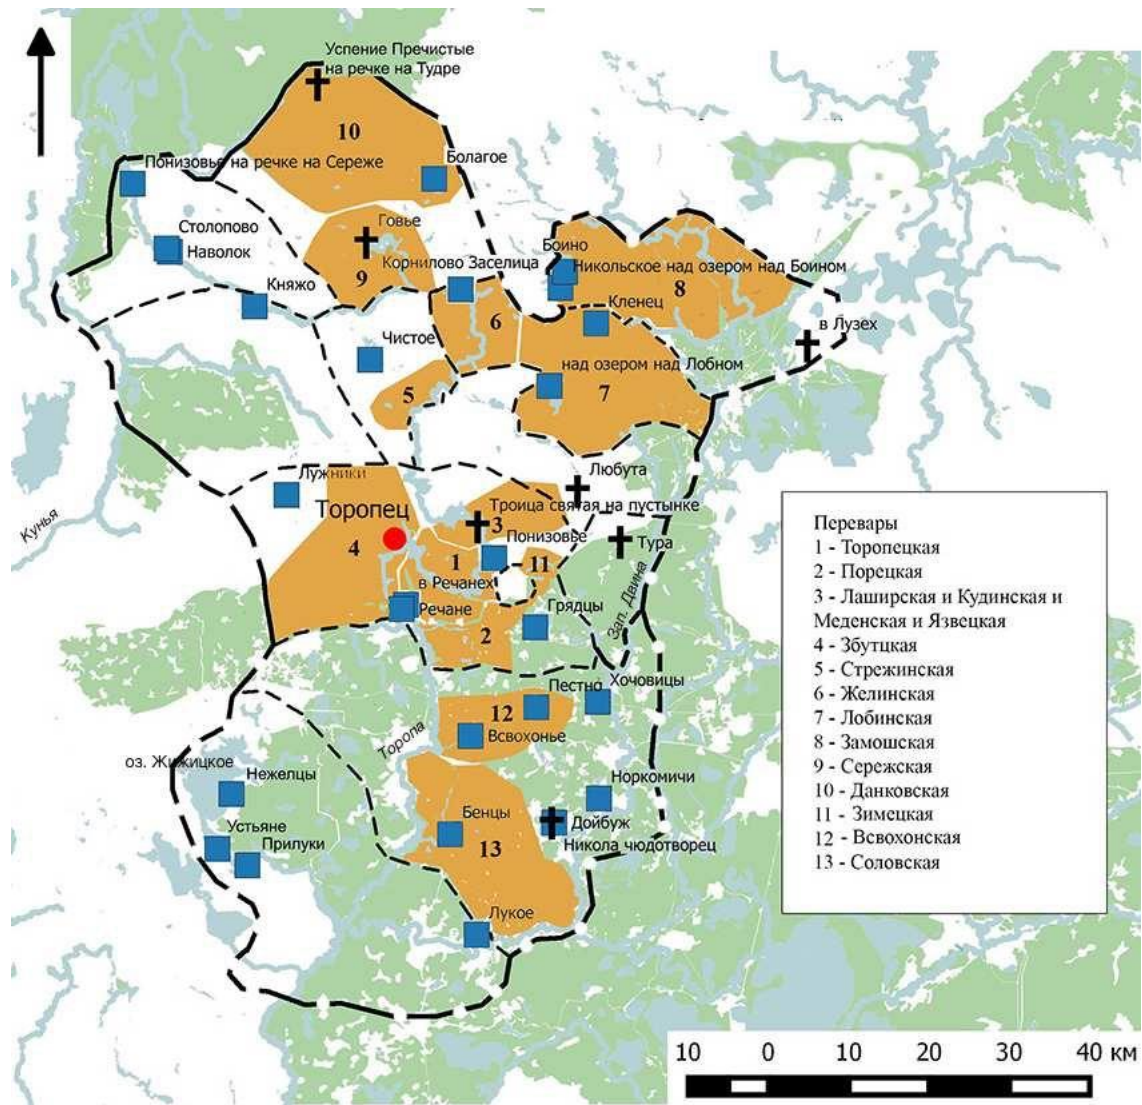 Успение Пречистые
на речке на Тудре
10
Болагое
Понизовье на речке на Сереже
Столопово
Наволок
Говье
9
Корнилово Заселица
Боино
Никольское над озером над Боином
8
Княжо
Кленец
6
в Лузех
Чистое
над озером над Лобном
5
7
Лужники
Любута
Торопец
Троица святая на пустынке
3
Кунья
4
Понизовье
Тура
1
11
в Речанех
Речане
Грядцы
Зап. Двина
2
Пестно
Хочовицы
12
Всвохонье
Торопа
оз. Жижицкое
Нежелцы
Норкомичи
Бенцы
Дойбуж
Устьяне
Прилуки
13
Никола чюдотворец
Лукое
Перевары
1 - Торопецкая
2 - Порецкая
3 - Лаширская и Кудинская и
Меденская и Язвецкая
4 - Збутцкая
5 - Стрежинская
6 - Желинская
7 - Лобинская
8 - Замошская
9 - Сережская
10 - Данковская
11 - Зимецкая
12 - Всвохонская
13 - Соловская
10 0 10 20 30 40 км